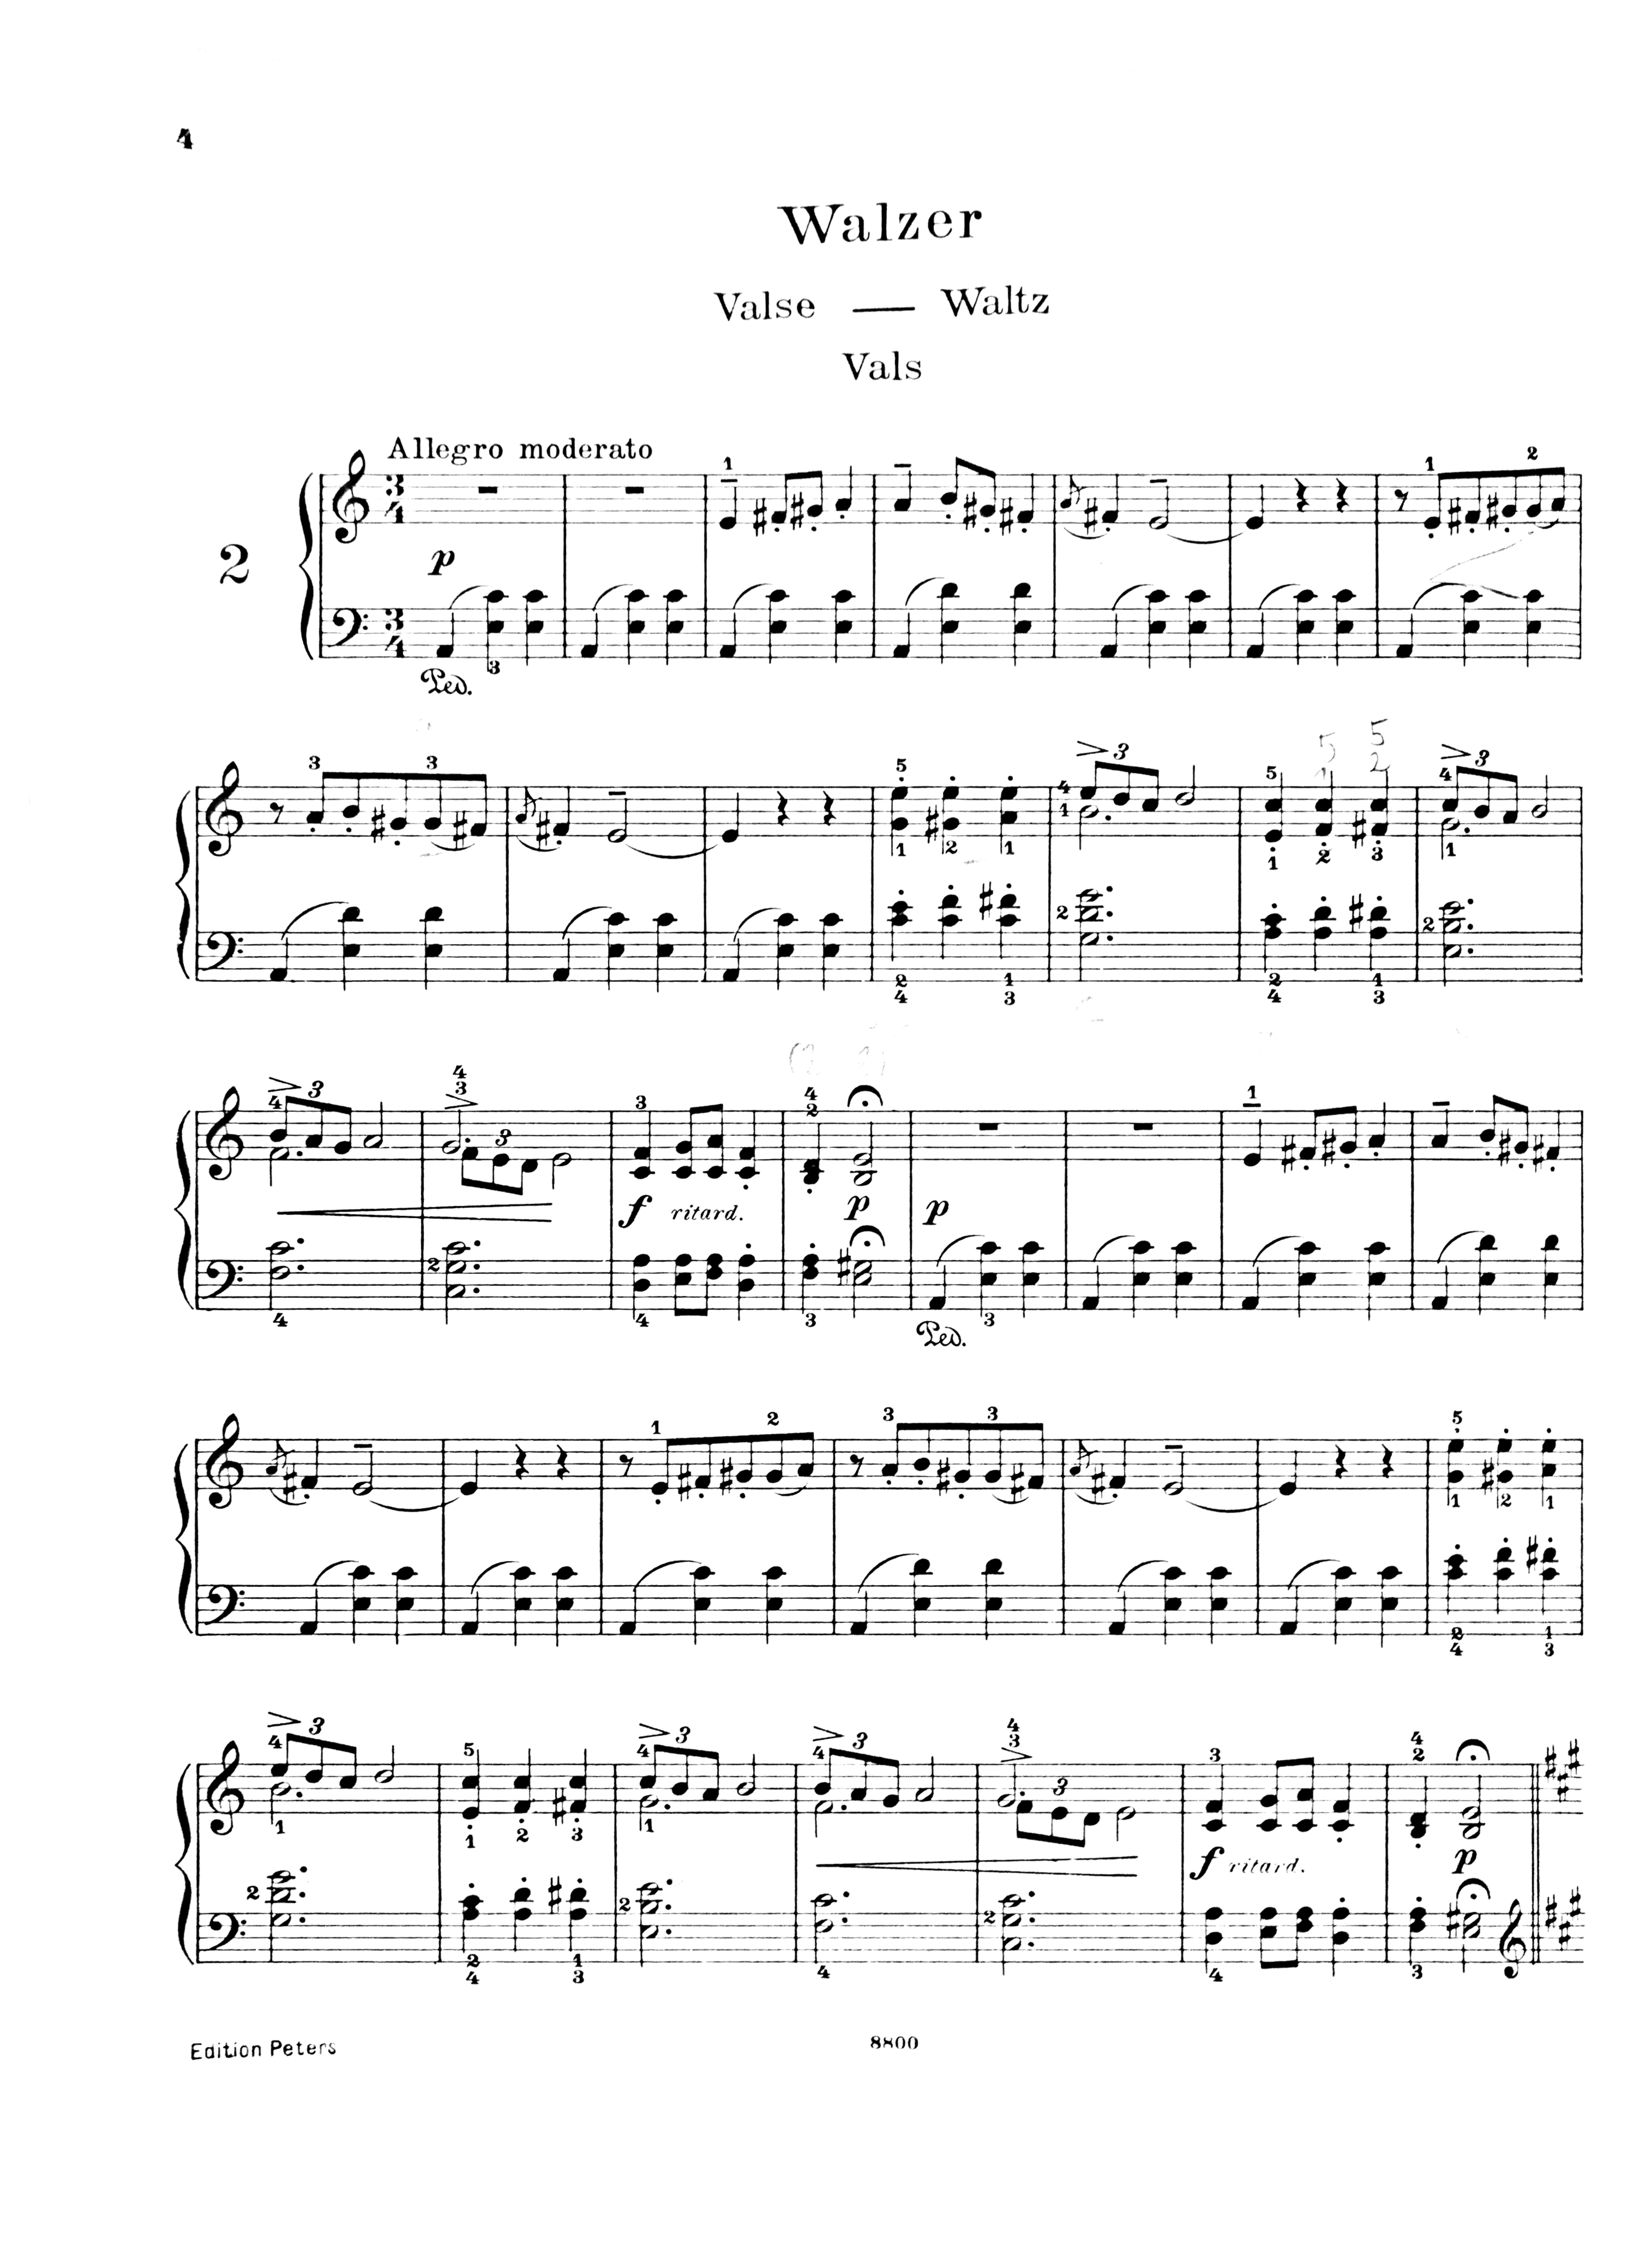 4
Walzer
Valse — Waltz
Vals
Allegro moderato
2
p
Ped.
f ritard.
p
p
Ped.
f ritard.
p
Edition Peters
8800